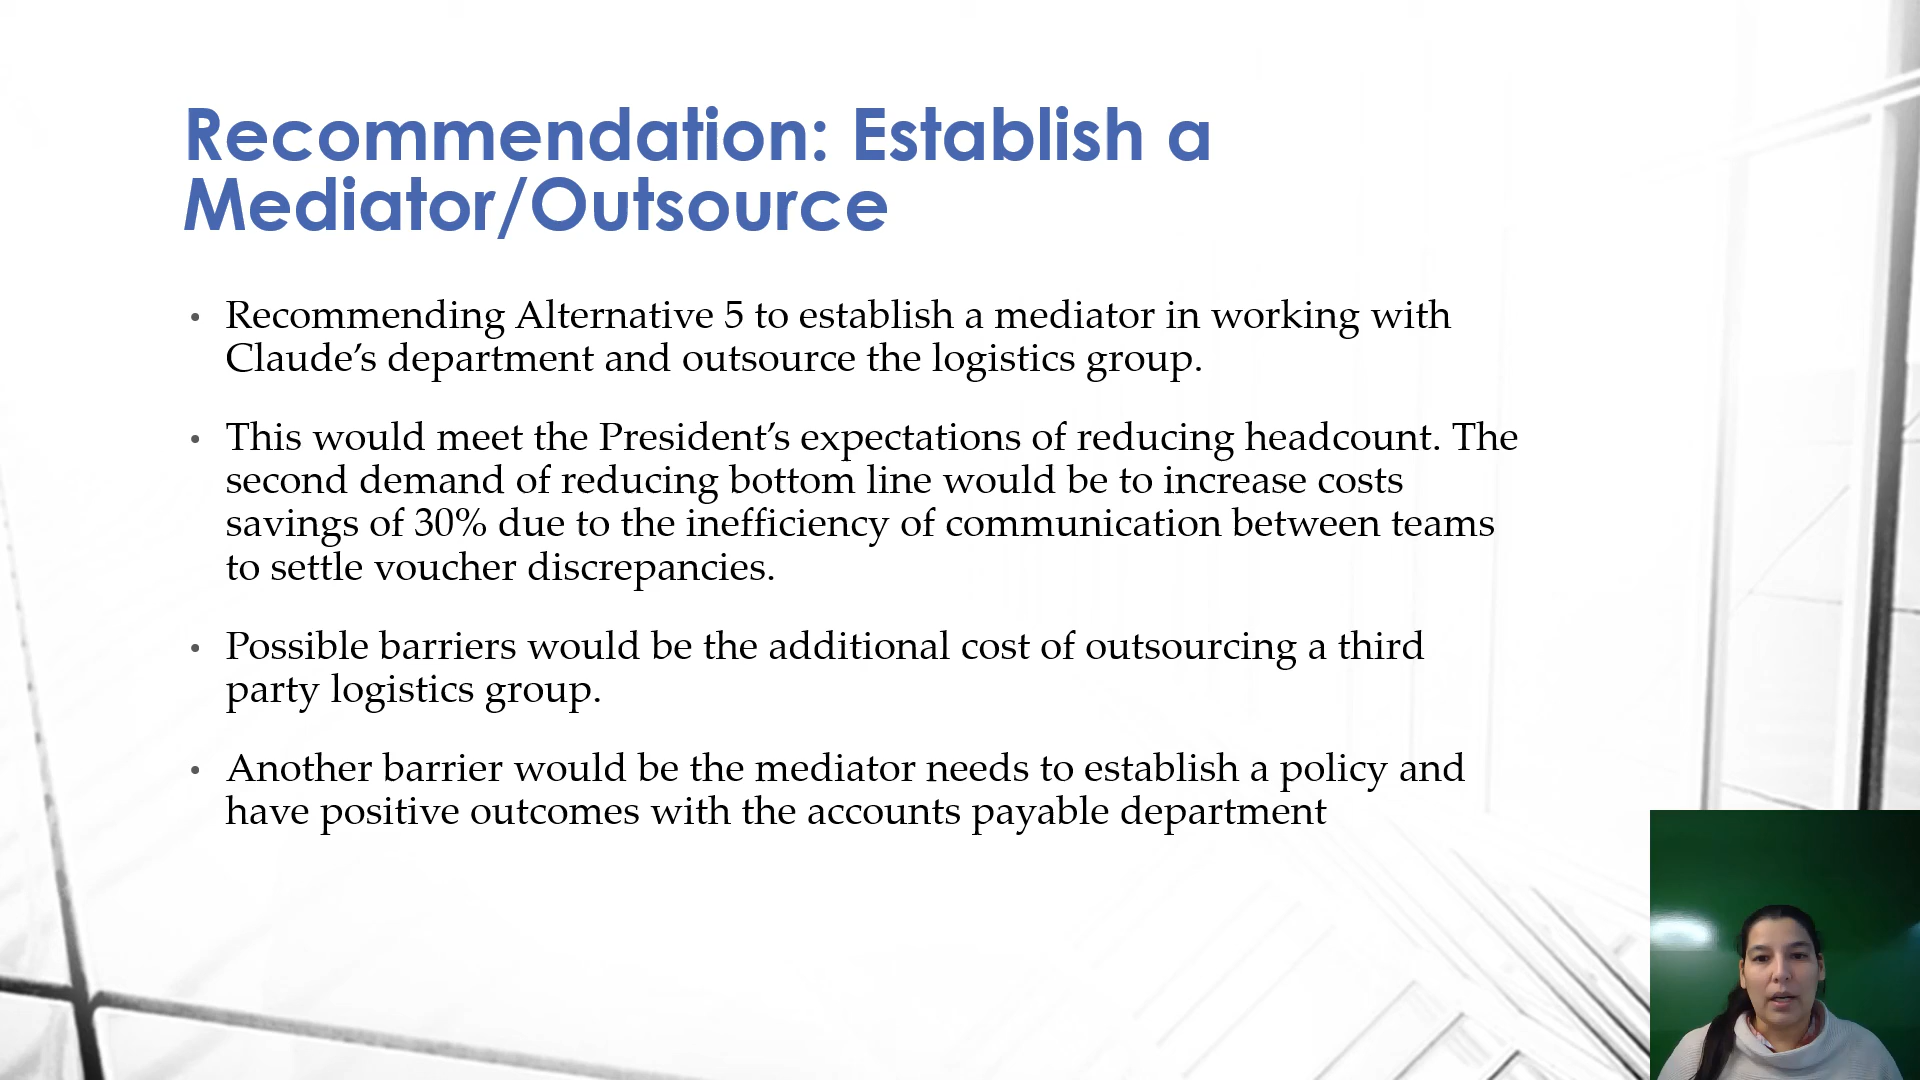 Recommendation: Establish a
Mediator/Outsource
• Recommending Alternative 5 to establish a mediator in working with
Claude’s department and outsource the logistics group.
• This would meet the President’s expectations of reducing headcount. The
second demand of reducing bottom line would be to increase costs
savings of 30% due to the inefficiency of communication between teams
to settle voucher discrepancies.
• Possible barriers would be the additional cost of outsourcing a third
party logistics group.
• Another barrier would be the mediator needs to establish a policy and
have positive outcomes with the accounts payable department